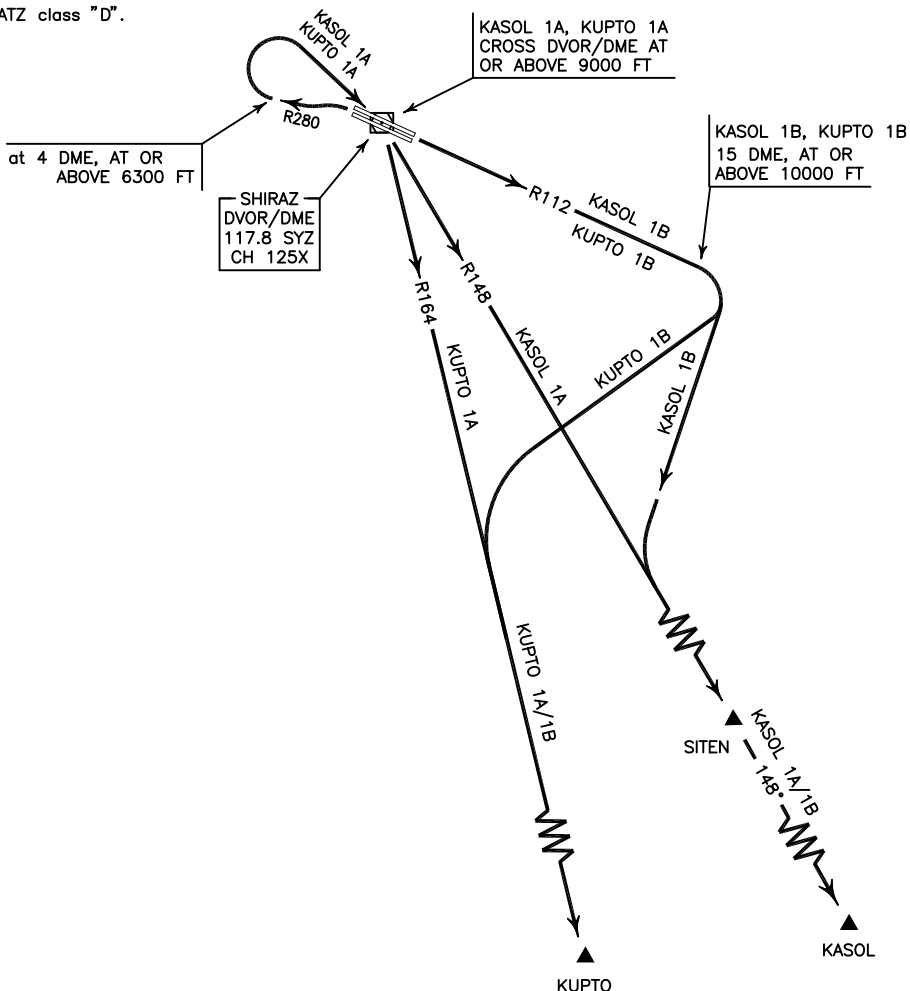 ATZ class "D".
KASOL 1A
KUPTO 1A
KASOL 1A, KUPTO 1A
CROSS DVOR/DME AT
OR ABOVE 9000 FT
R280
at 4 DME, AT OR
ABOVE 6300 FT
KASOL 1B, KUPTO 1B
15 DME, AT OR
ABOVE 10000 FT
SHIRAZ
DVOR/DME
117.8 SYZ
CH 125X
R112
KASOL 1B
KUPTO 1B
R164
R148
KUPTO 1A
KASOL 1A
KUPTO 1B
KASOL 1B
KUPTO 1A/1B
SITEN
KASOL 1A/1B
148°
KASOL
KUPTO